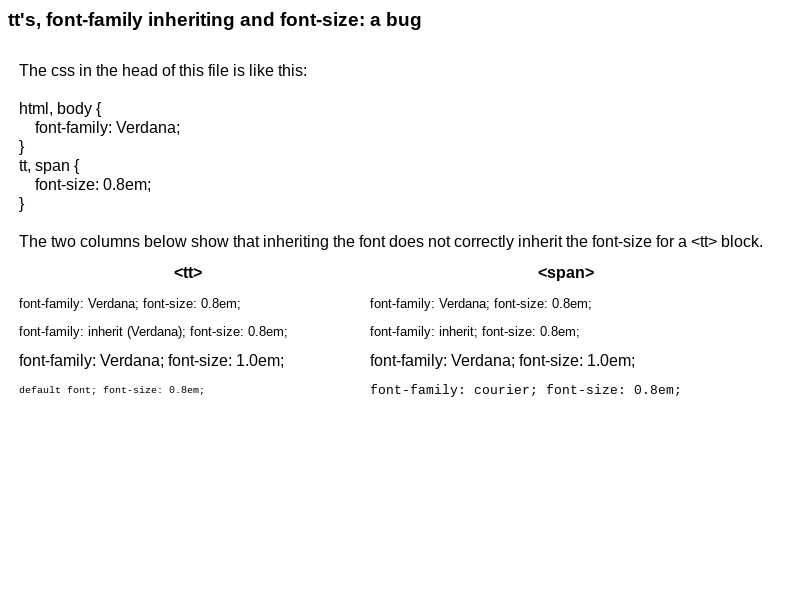 tt's, font-family inheriting and font-size: a bug
The css in the head of this file is like this:
html, body {
    font-family: Verdana;
}
tt, span {
    font-size: 0.8em;
}
The two columns below show that inheriting the font does not correctly inherit the font-size for a <tt> block.
<tt> <span>
font-family: Verdana; font-size: 0.8em; font-family: Verdana; font-size: 0.8em;
font-family: inherit (Verdana); font-size: 0.8em; font-family: inherit; font-size: 0.8em;
font-family: Verdana; font-size: 1.0em; font-family: Verdana; font-size: 1.0em;
default font; font-size: 0.8em; font-family: courier; font-size: 0.8em;